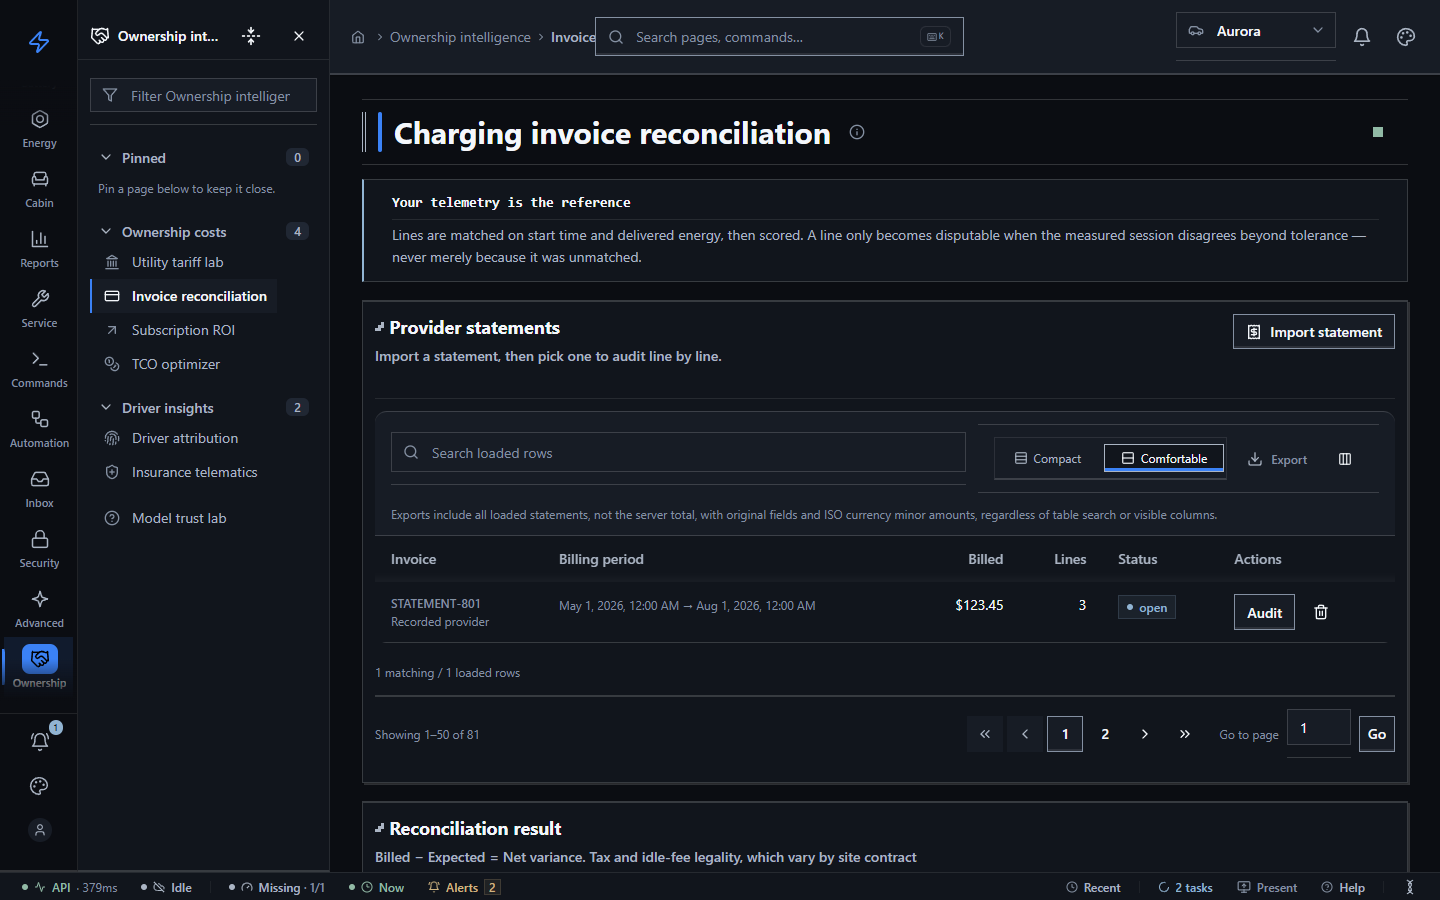 Ownership int...
Ownership intelligence
Invoice
Search pages, commands...
K
Aurora
Filter Ownership intelliger
Energy
Cabin
Reports
Service
Commands
Automation
Inbox
Security
Advanced
Ownership
1
Pinned
0
Pin a page below to keep it close.
Ownership costs
4
Utility tariff lab
Invoice reconciliation
Subscription ROI
TCO optimizer
Driver insights
2
Driver attribution
Insurance telematics
Model trust lab
Charging invoice reconciliation
Your telemetry is the reference
Lines are matched on start time and delivered energy, then scored. A line only becomes disputable when the measured session disagrees beyond tolerance —
never merely because it was unmatched.
Provider statements
Import a statement, then pick one to audit line by line.
Import statement
Search loaded rows
Compact
Comfortable
Export
Exports include all loaded statements, not the server total, with original fields and ISO currency minor amounts, regardless of table search or visible columns.
Invoice Billing period Billed Lines Status Actions
STATEMENT-801 May 1, 2026, 12:00 AM → Aug 1, 2026, 12:00 AM $123.45 3 open Audit
Recorded provider
1 matching / 1 loaded rows
Showing 1–50 of 81
1 2
Go to page 1 Go
Reconciliation result
Billed − Expected = Net variance. Tax and idle-fee legality, which vary by site contract
API · 379ms Idle Missing · 1/1 Now Alerts 2 Recent 2 tasks Present Help